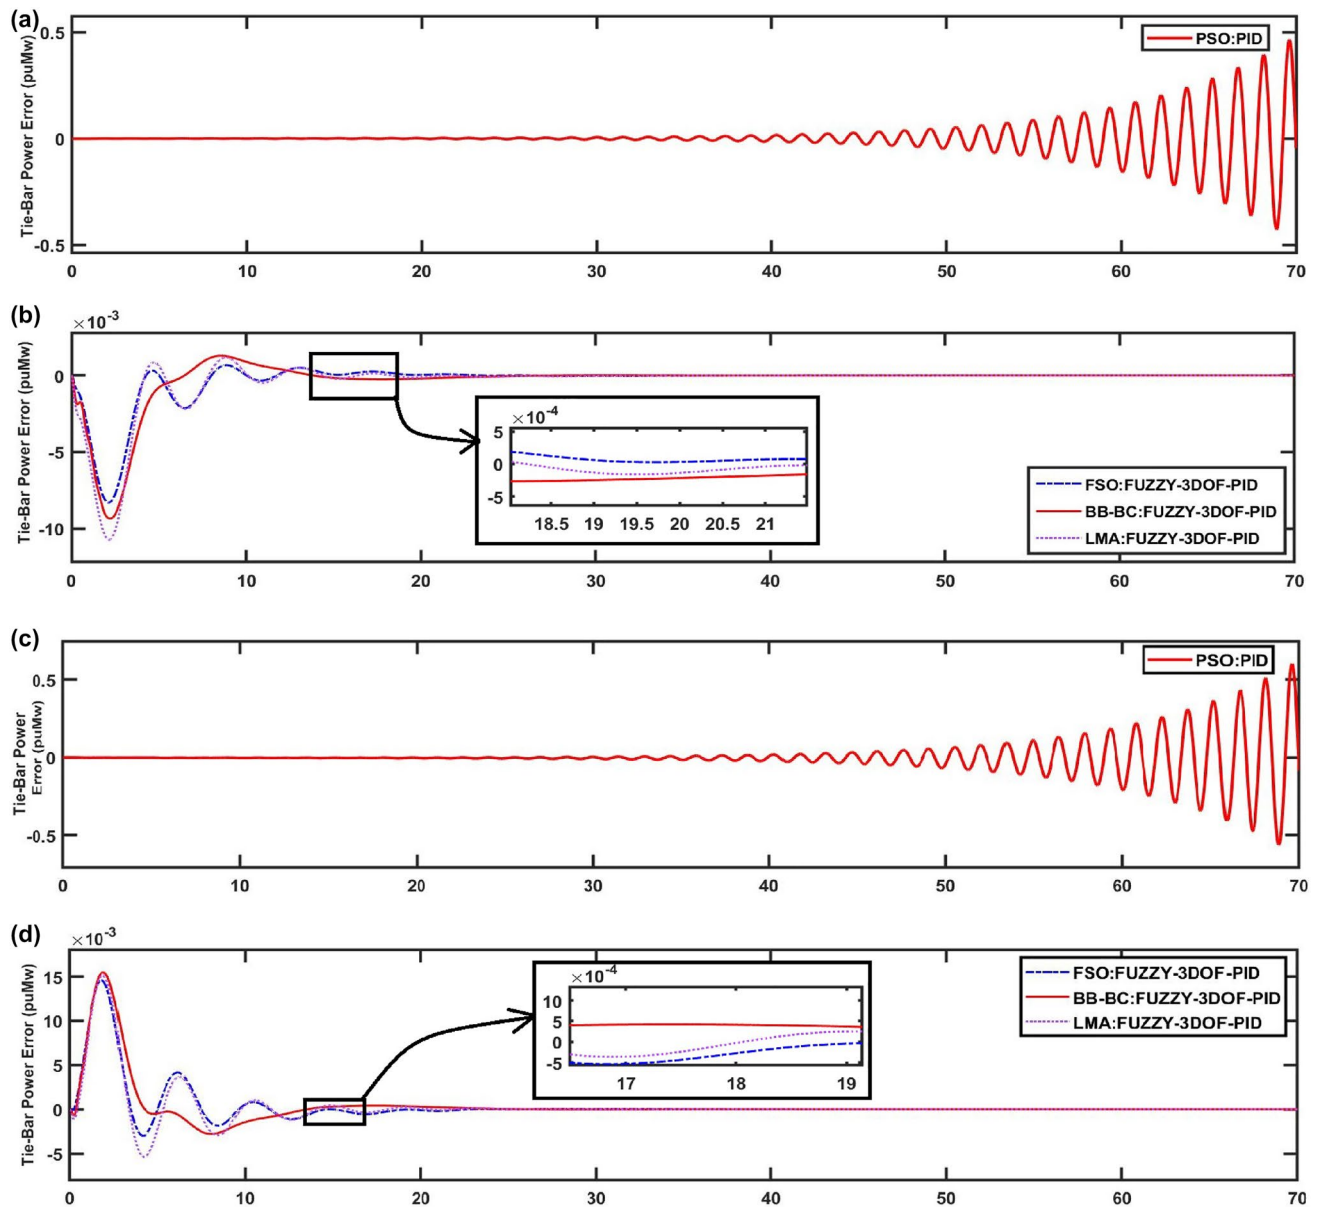 (a)
Tie-Bar Power Error (puMw)
0.5
0
-0.5
PSO:PID
0 10 20 30 40 50 60 70
(b)
×10-3
Tie-Bar Power Error (puMw)
0
-5
-10
×10-4
5
0
-5
18.5 19 19.5 20 20.5 21
FSO:FUZZY-3DOF-PID
BB-BC:FUZZY-3DOF-PID
LMA:FUZZY-3DOF-PID
0 10 20 30 40 50 60 70
(c)
Tie-Bar Power
Error (puMw)
0.5
0
-0.5
PSO:PID
0 10 20 30 40 50 60 70
(d)
×10-3
Tie-Bar Power Error (puMw)
15
10
5
0
-5
×10-4
10
5
0
-5
17 18 19
FSO:FUZZY-3DOF-PID
BB-BC:FUZZY-3DOF-PID
LMA:FUZZY-3DOF-PID
0 10 20 30 40 50 60 70